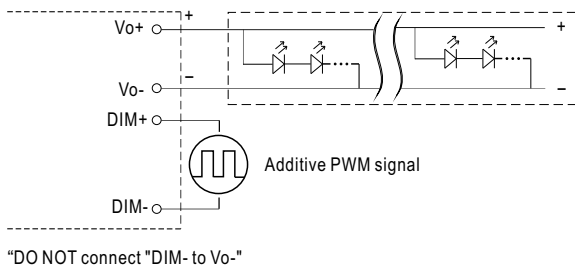 Vo+
+
+
−
−
Vo-
DIM+
Additive PWM signal
DIM-
“DO NOT connect "DIM- to Vo-"